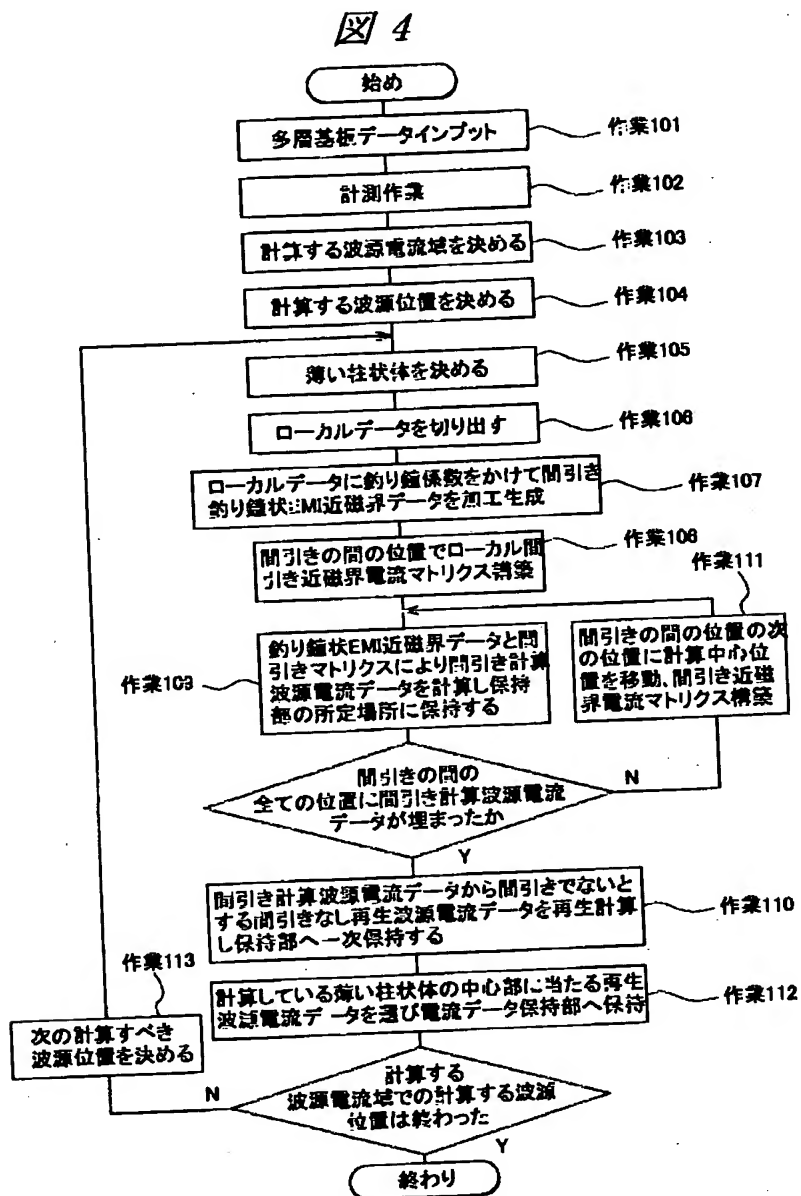 図 4
始め
多層基板データインプット
作業101
計測作業
作業102
計算する波源電流域を決める
作業103
計算する波源位置を決める
作業104
薄い柱状体を決める
作業105
ローカルデータを切り出す
作業106
ローカルデータに釣り鐘係数をかけて間引き
釣り鐘状EMI近磁界データを加工生成
作業107
間引きの間の位置でローカル間
引き近磁界電流マトリクス構築
作業108
作業111
間引きの間の位置の次
の位置に計算中心位
置を移動、間引き近磁
界電流マトリクス構築
釣り鐘状EMI近磁界データと間
引きマトリクスにより間引き計算
波源電流データを計算し保持
部の所定場所に保持する
作業109
間引きの間の
全ての位置に間引き計算波源電流
データが埋まったか
N
Y
間引き計算波源電流データから間引きでないと
する間引きなし再生波源電流データを再生計算
し保持部へ一次保持する
作業110
作業113
次の計算すべき
波源位置を決める
計算している薄い柱状体の中心部に当たる再生
波源電流データを選び電流データ保持部へ保持
作業112
計算する
波源電流域での計算する波源
位置は終わった
N
Y
終わり